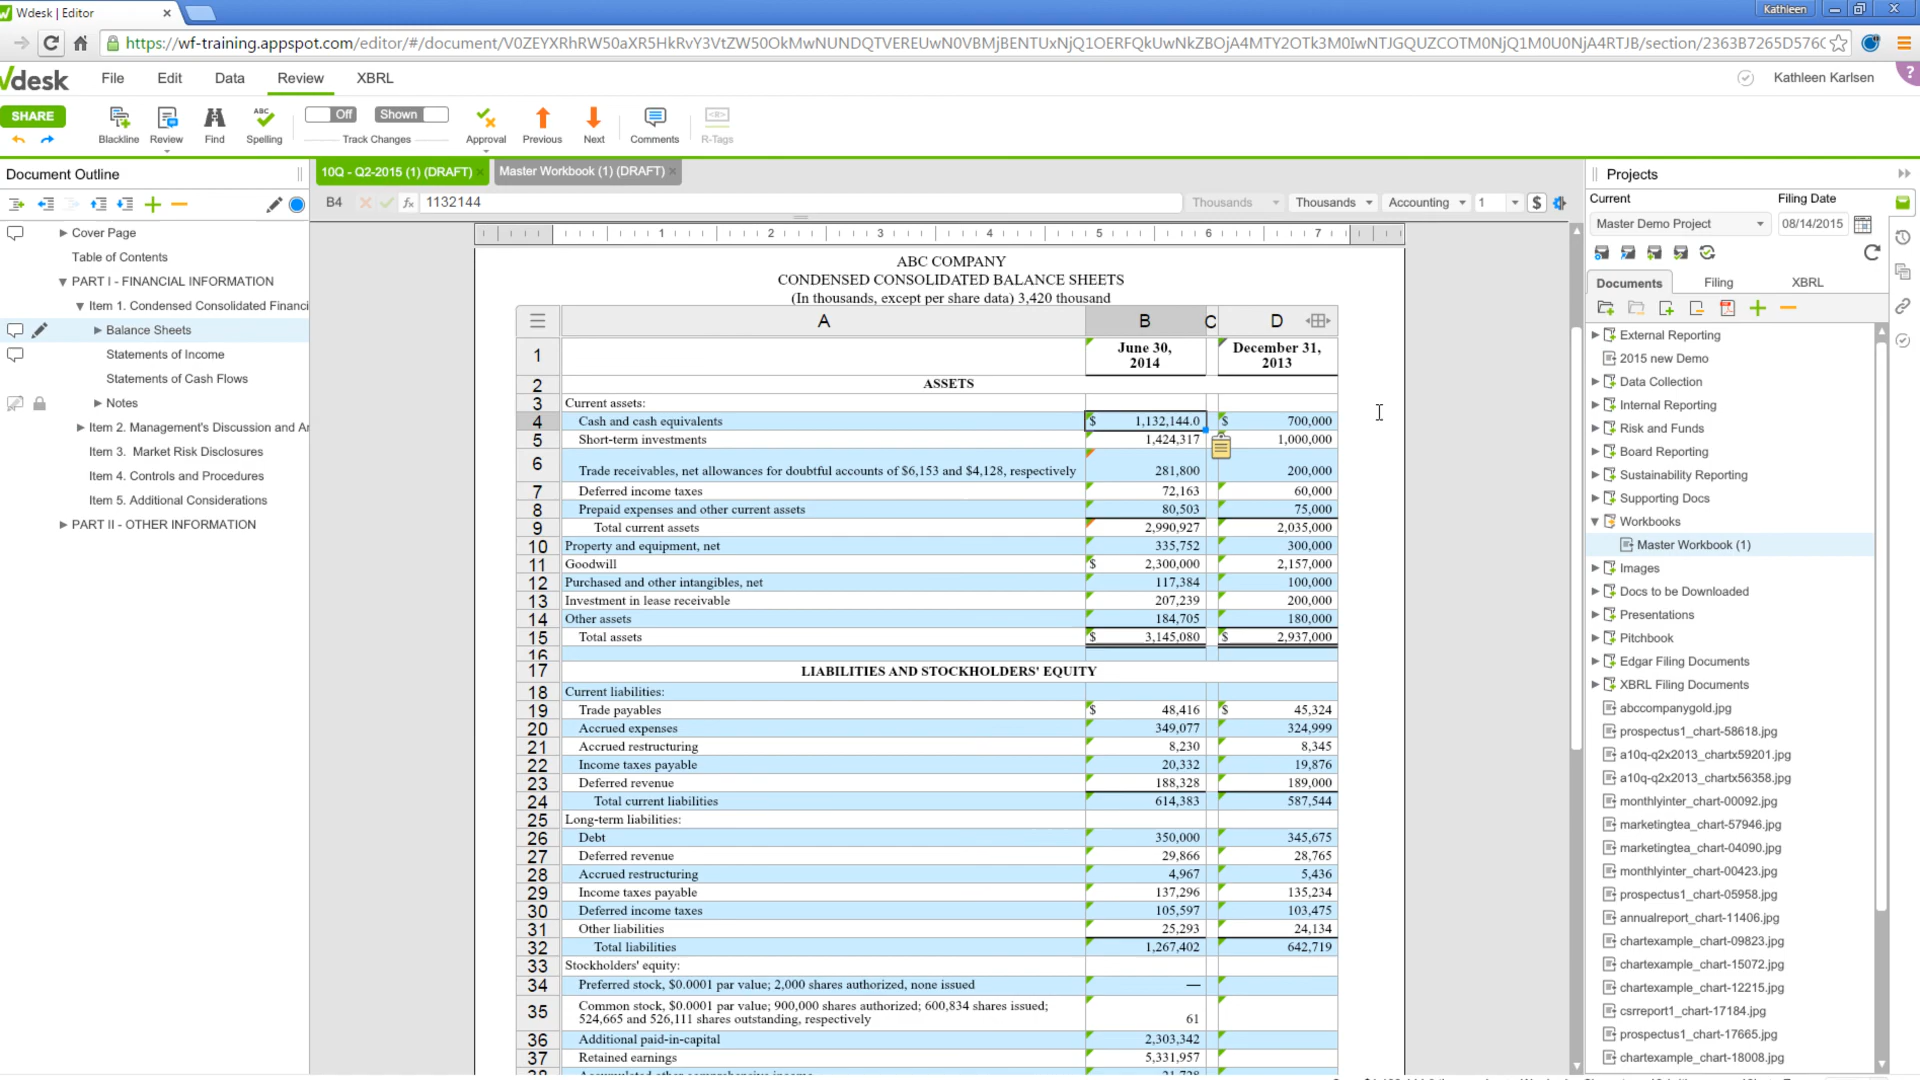 Wdesk | Editor
Kathleen
https://wf-training.appspot.com/editor/#/document/
/section/2363B7265D576
desk
File Edit Data Review XBRL
Kathleen Karlsen
?
SHARE
Blackline
Review
Find
ABC
Spelling
Off
Shown
Track Changes
Approval
Previous
Next
Comments
R-Tags
Document Outline
Cover Page
Table of Contents
PART I - FINANCIAL INFORMATION
Item 1. Condensed Consolidated Financi
Balance Sheets
Statements of Income
Statements of Cash Flows
Notes
Item 2. Management's Discussion and Ar
Item 3. Market Risk Disclosures
Item 4. Controls and Procedures
Item 5. Additional Considerations
PART II - OTHER INFORMATION
10Q - Q2-2015 (1) (DRAFT)
Master Workbook (1) (DRAFT)
B4 fx 1132144
Thousands
Thousands
Accounting
1
$
1 2 3 4 5 6 7
ABC COMPANY
CONDENSED CONSOLIDATED BALANCE SHEETS
(In thousands, except per share data) 3,420 thousand
A B C D
1 June 30, 2014 December 31, 2013
2 ASSETS
3 Current assets:
4 Cash and cash equivalents $ 1,132,144.0 $ 700,000
5 Short-term investments 1,424,317 1,000,000
6 Trade receivables, net allowances for doubtful accounts of $6,153 and $4,128, respectively 281,800 200,000
7 Deferred income taxes 72,163 60,000
8 Prepaid expenses and other current assets 80,503 75,000
9 Total current assets 2,990,927 2,035,000
10 Property and equipment, net 335,752 300,000
11 Goodwill $ 2,300,000 2,157,000
12 Purchased and other intangibles, net 117,384 100,000
13 Investment in lease receivable 207,239 200,000
14 Other assets 184,705 180,000
15 Total assets $ 3,145,080 $ 2,937,000
16
17 LIABILITIES AND STOCKHOLDERS' EQUITY
18 Current liabilities:
19 Trade payables $ 48,416 $ 45,324
20 Accrued expenses 349,077 324,999
21 Accrued restructuring 8,230 8,345
22 Income taxes payable 20,332 19,876
23 Deferred revenue 188,328 189,000
24 Total current liabilities 614,383 587,544
25 Long-term liabilities:
26 Debt 350,000 345,675
27 Deferred revenue 29,866 28,765
28 Accrued restructuring 4,967 5,436
29 Income taxes payable 137,296 135,234
30 Deferred income taxes 105,597 103,475
31 Other liabilities 25,293 24,134
32 Total liabilities 1,267,402 642,719
33 Stockholders' equity:
34 Preferred stock, $0.0001 par value; 2,000 shares authorized, none issued —
35 Common stock, $0.0001 par value; 900,000 shares authorized; 600,834 shares issued;
524,665 and 526,111 shares outstanding, respectively 61
36 Additional paid-in-capital 2,303,342
37 Retained earnings 5,331,957
Projects
Current
Filing Date
Master Demo Project
08/14/2015
Documents Filing XBRL
External Reporting
2015 new Demo
Data Collection
Internal Reporting
Risk and Funds
Board Reporting
Sustainability Reporting
Supporting Docs
Workbooks
Master Workbook (1)
Images
Docs to be Downloaded
Presentations
Pitchbook
Edgar Filing Documents
XBRL Filing Documents
abccompanygold.jpg
prospectus1_chart-58618.jpg
a10q-q2x2013_chartx59201.jpg
a10q-q2x2013_chartx56358.jpg
monthlyinter_chart-00092.jpg
marketingtea_chart-57946.jpg
marketingtea_chart-04090.jpg
monthlyinter_chart-00423.jpg
prospectus1_chart-05958.jpg
annualreport_chart-11406.jpg
chartexample_chart-09823.jpg
chartexample_chart-15072.jpg
chartexample_chart-12215.jpg
csrreport1_chart-17184.jpg
prospectus1_chart-17665.jpg
chartexample_chart-18008.jpg